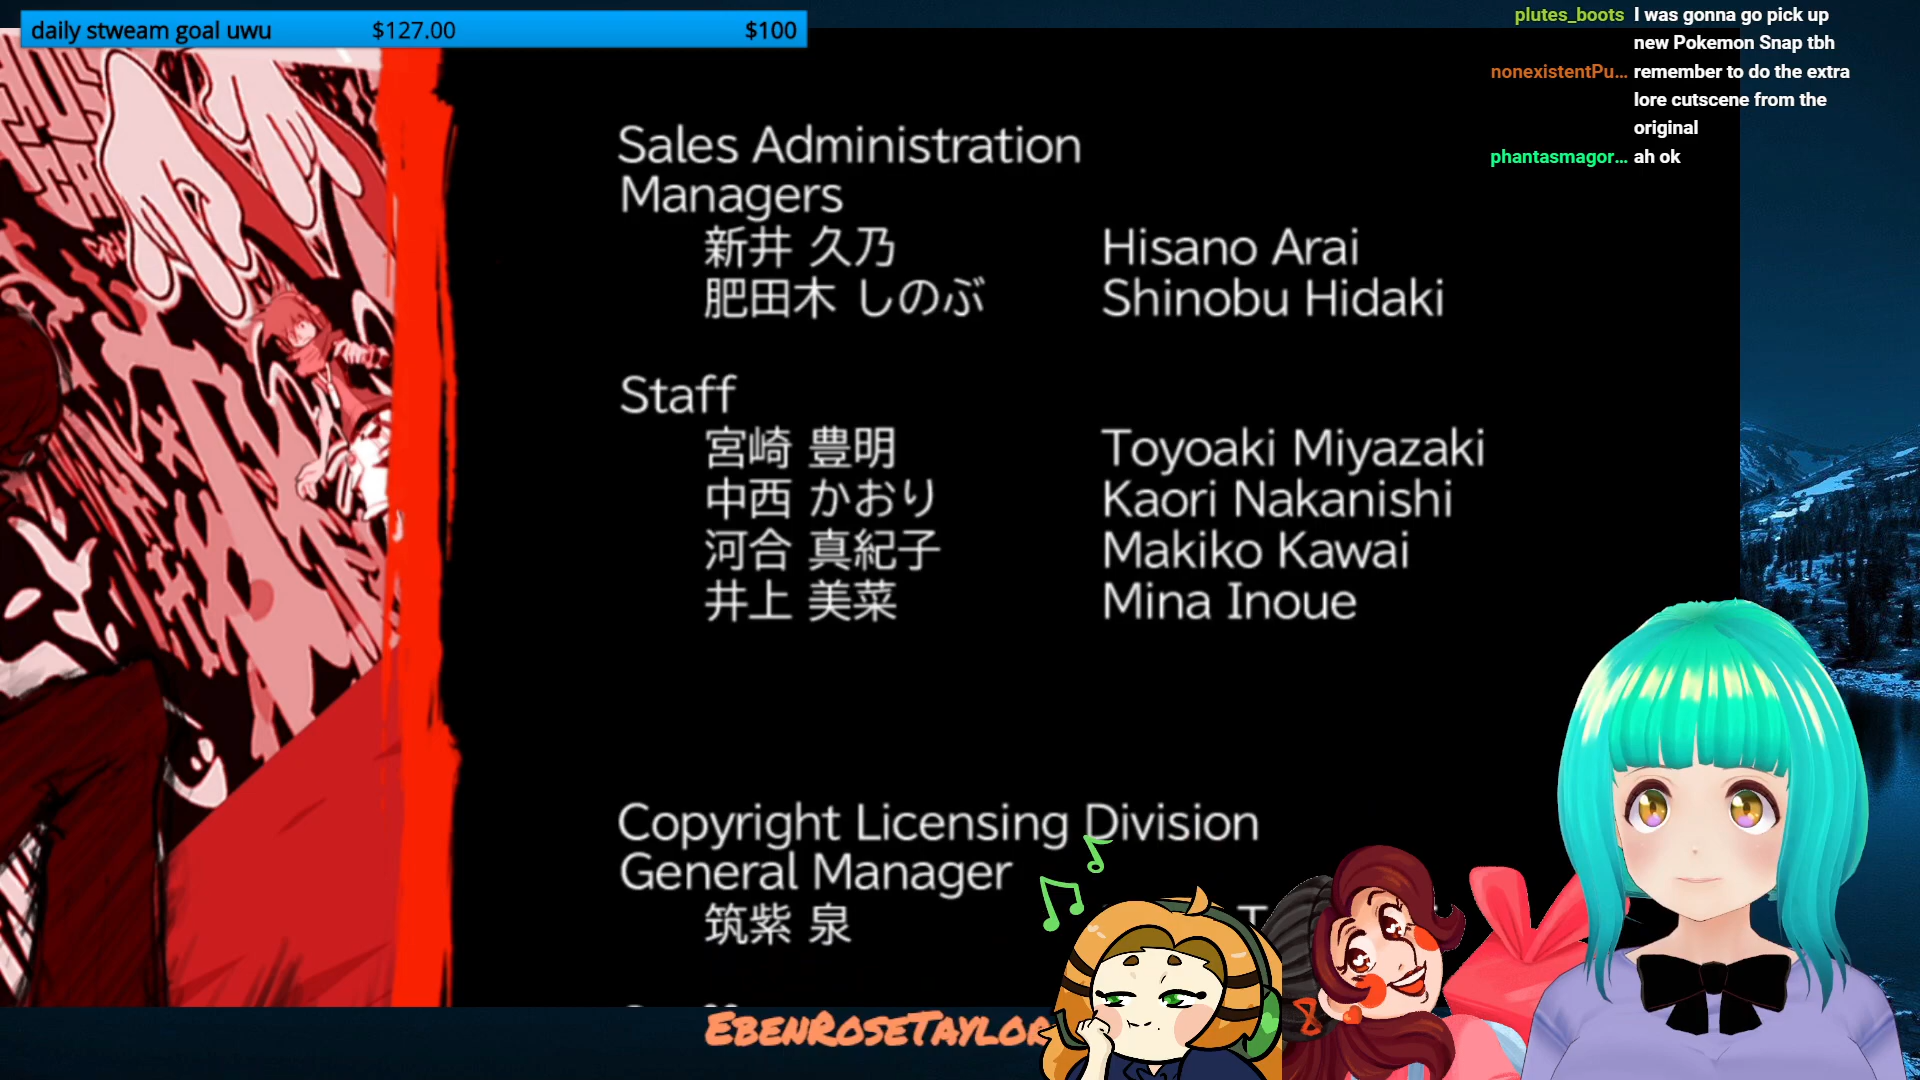 daily stweam goal uwu $127.00 $100
plutes_boots I was gonna go pick up
new Pokemon Snap tbh
nonexistentPu... remember to do the extra
lore cutscene from the
original
phantasmagor... ah ok
Sales Administration
Managers
新井 久乃 Hisano Arai
肥田木 しのぶ Shinobu Hidaki
Staff
宮崎 豊明 Toyoaki Miyazaki
中西 かおり Kaori Nakanishi
河合 真紀子 Makiko Kawai
井上 美菜 Mina Inoue
Copyright Licensing Division
General Manager
筑紫 泉
EBENROSETAYLOR